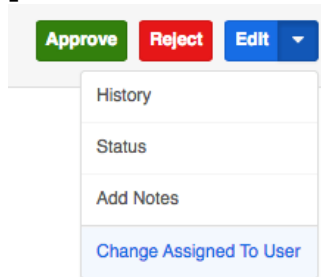 Approve Reject Edit
History
Status
Add Notes
Change Assigned To User